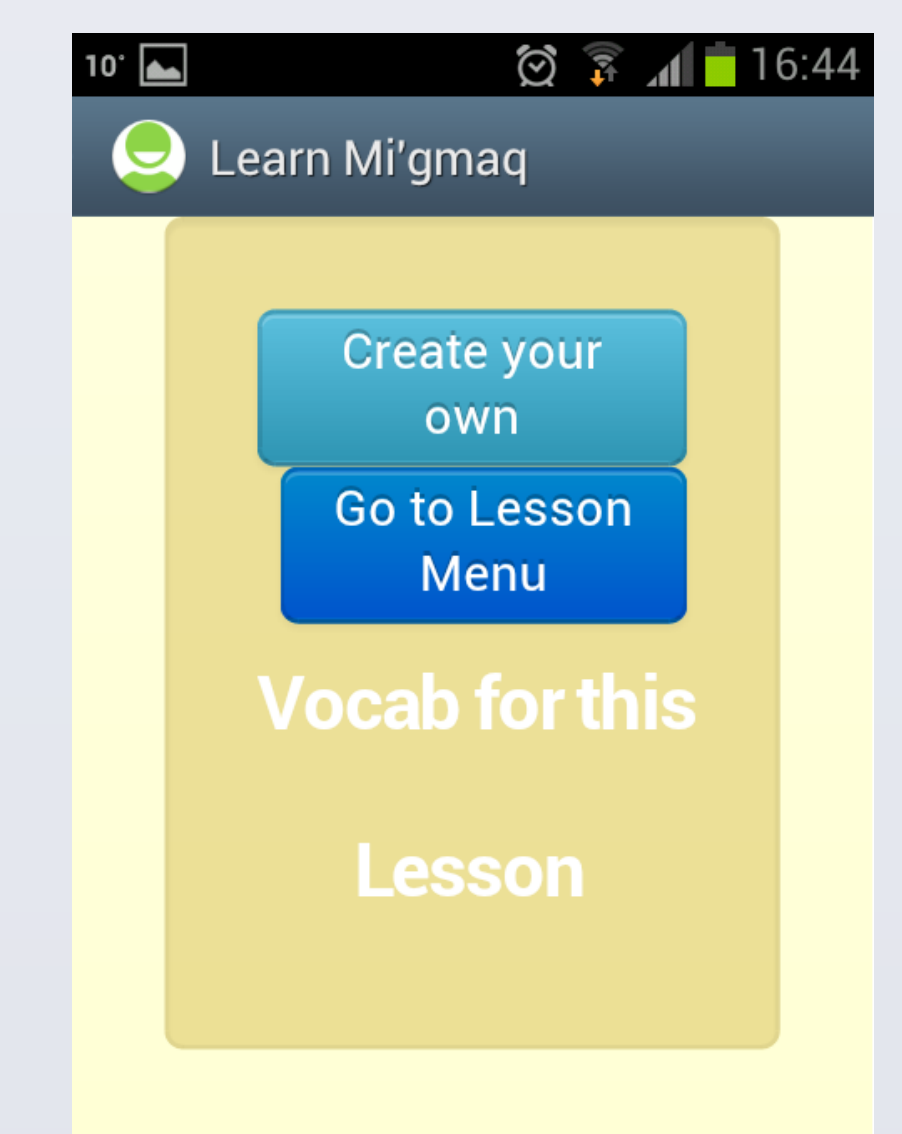 10° 16:44
Learn Mi'gmaq
Create your
own
Go to Lesson
Menu
Vocab for this
Lesson